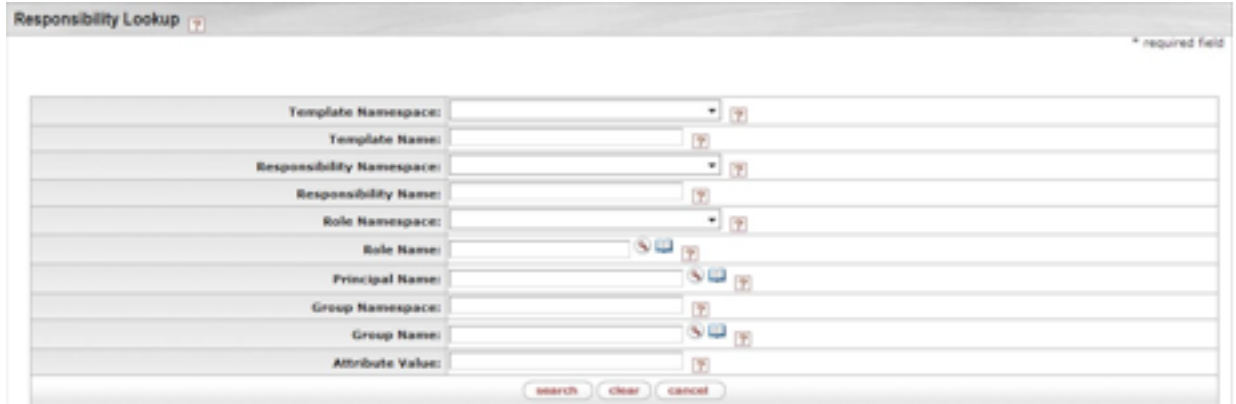 Responsibility Lookup ?
* required field
Template Namespace: ?
Template Name: ?
Responsibility Namespace: ?
Responsibility Name: ?
Role Namespace: ?
Role Name: ?
Principal Name: ?
Group Namespace: ?
Group Name: ?
Attribute Value: ?
search clear cancel